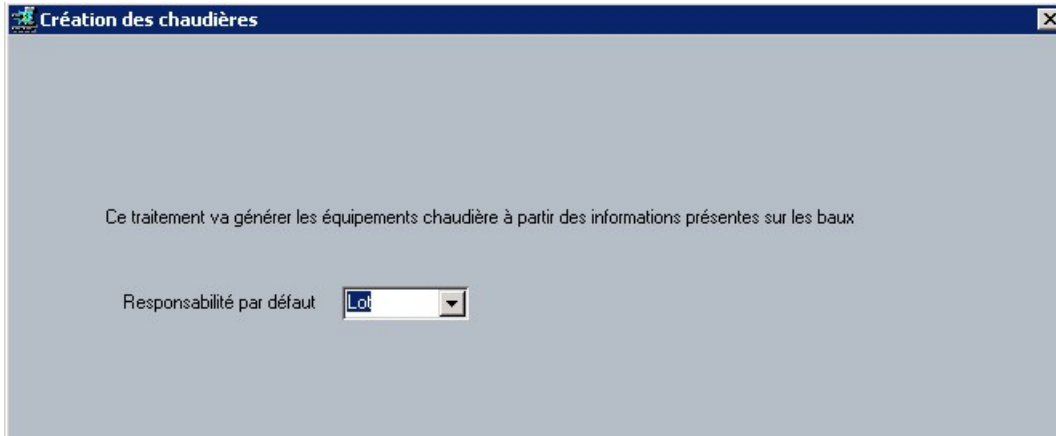 Création des chaudières
Ce traitement va générer les équipements chaudière à partir des informations présentes sur les baux
Responsabilité par défaut Lot